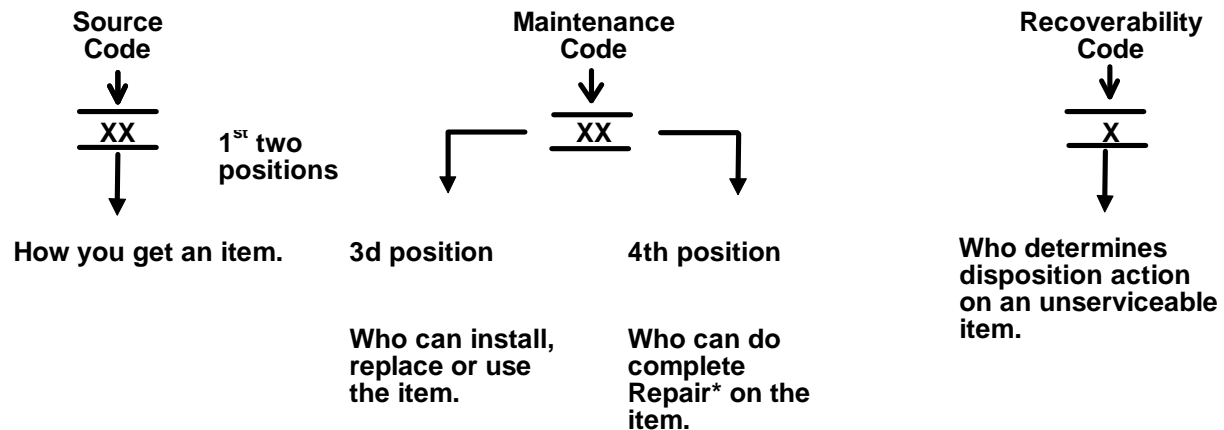 Source
Code
XX
1st two
positions
How you get an item.
Maintenance
Code
XX
3d position
Who can install,
replace or use
the item.
4th position
Who can do
complete
Repair* on the
item.
Recoverability
Code
X
Who determines
disposition action
on an unserviceable
item.